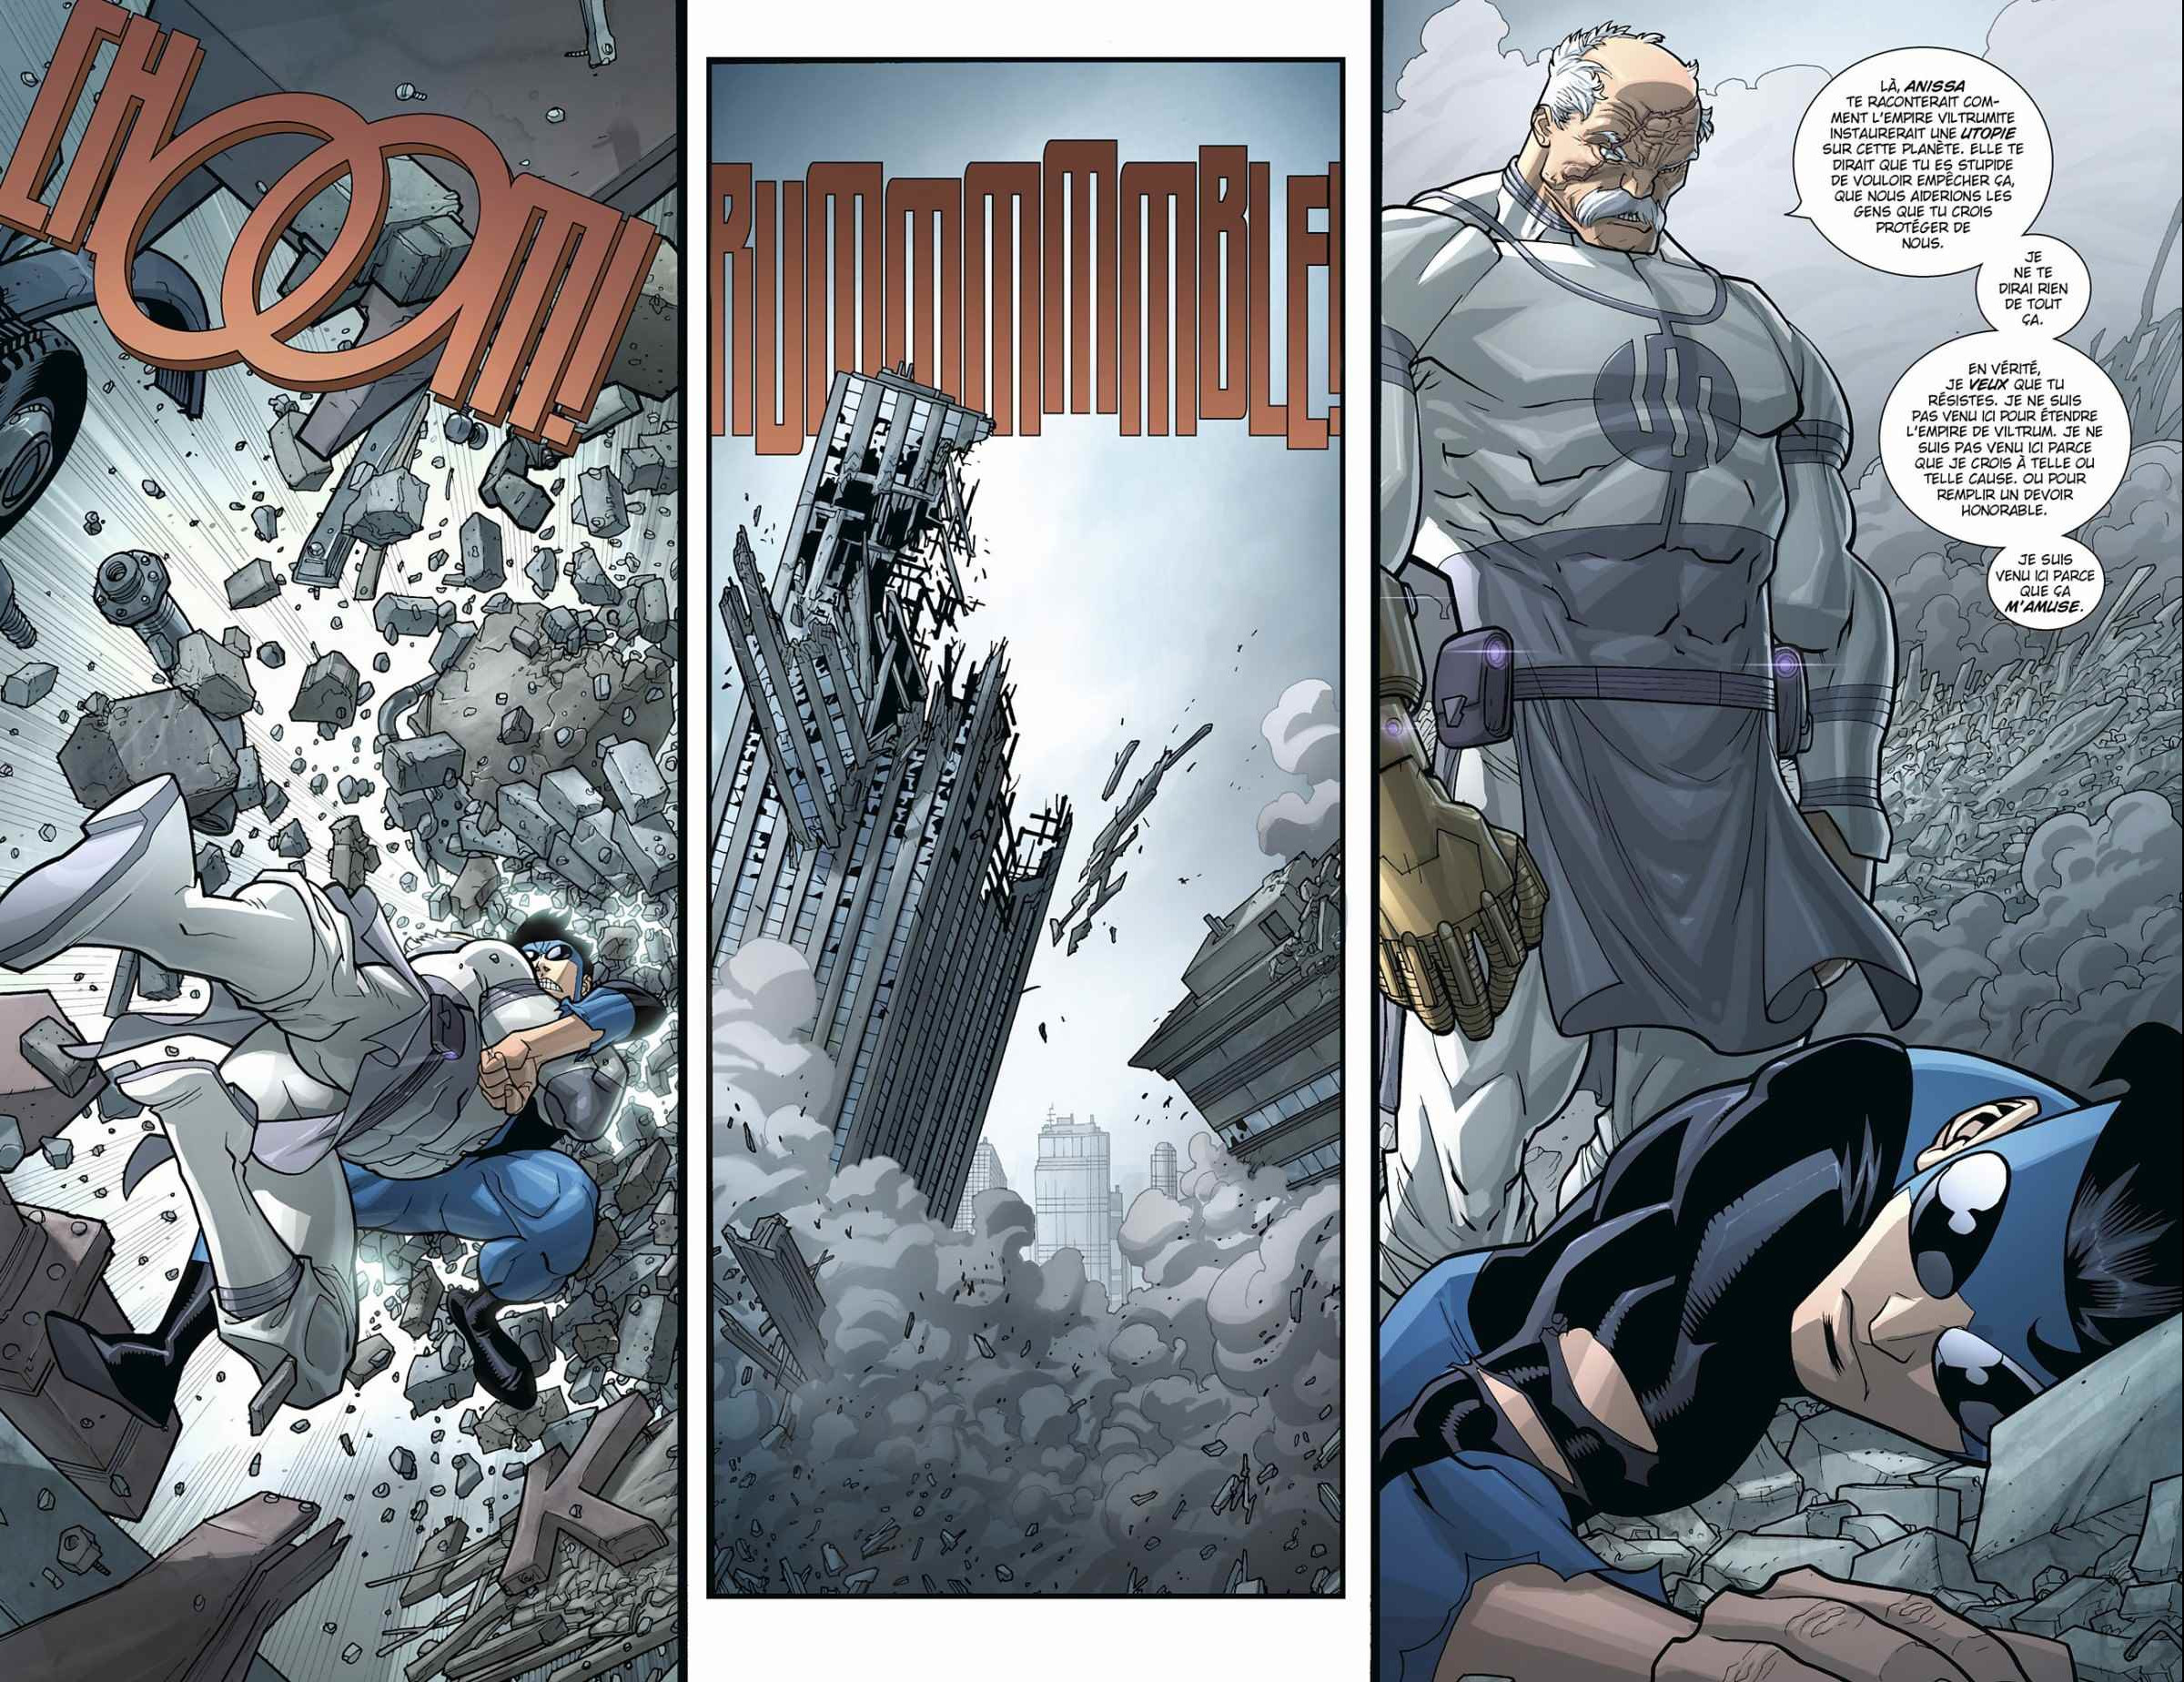 CHOOOM!
RUMMMMMBLE!
LÀ, ANISSA
TE RACONTERAIT COM-
MENT L'EMPIRE VILTRUMITE
INSTAURERAIT UNE UTOPIE
SUR CETTE PLANÈTE. ELLE TE
DIRAIT QUE TU ES STUPIDE
DE VOULOIR EMPÊCHER ÇA,
QUE NOUS AIDERIONS LES
GENS QUE TU CROIS
PROTÉGER DE
NOUS.
JE
NE TE
DIRAI RIEN
DE TOUT
ÇA.
EN VÉRITÉ,
JE VEUX QUE TU
RÉSISTES. JE NE SUIS
PAS VENU ICI POUR ÉTENDRE
L'EMPIRE DE VILTRUM. JE NE
SUIS PAS VENU ICI PARCE
QUE JE CROIS À TELLE OU
TELLE CAUSE. OU POUR
REMPLIR UN DEVOIR
HONORABLE.
JE SUIS
VENU ICI PARCE
QUE ÇA
M'AMUSE.